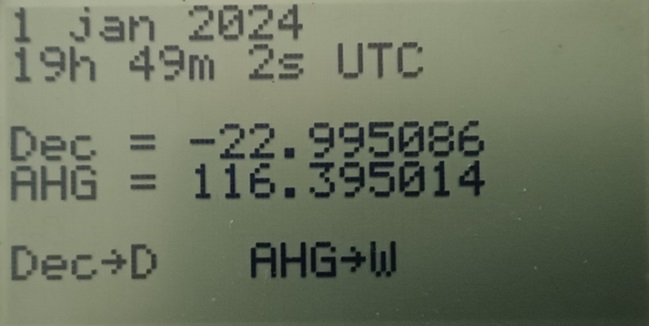 1 jan 2024
19h 49m 2s UTC
Dec = -22.995086
AHG = 116.395014
Dec→D AHG→W